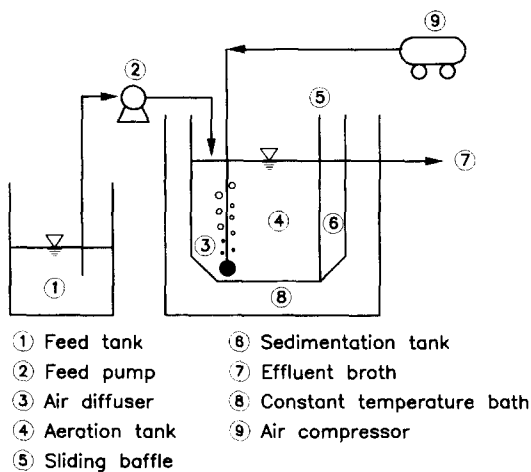 ⑨
②
⑤
⑦
④
⑥
③
①
⑧
① Feed tank
② Feed pump
③ Air diffuser
④ Aeration tank
⑤ Sliding baffle
⑥ Sedimentation tank
⑦ Effluent broth
⑧ Constant temperature bath
⑨ Air compressor